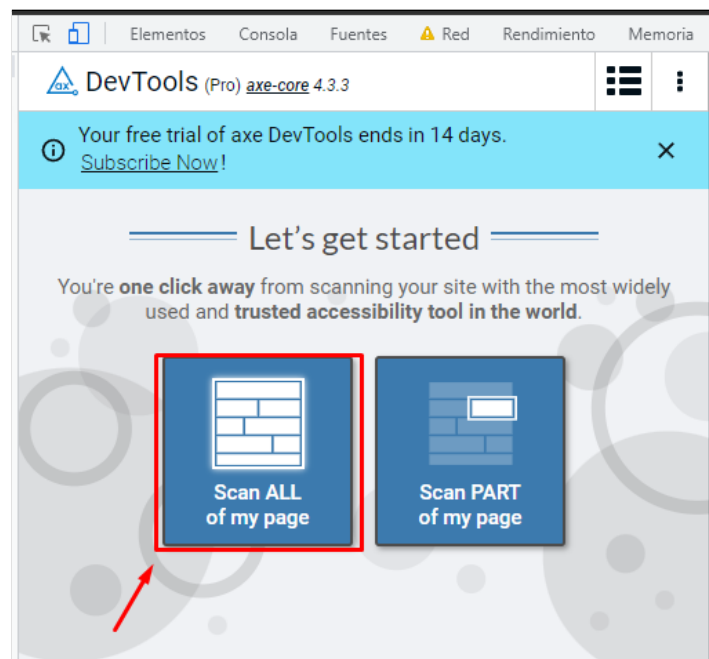 Elementos Consola Fuentes Red Rendimiento Memoria
ax DevTools (Pro) axe-core 4.3.3
Your free trial of axe DevTools ends in 14 days.
Subscribe Now!
Let's get started
You're one click away from scanning your site with the most widely
used and trusted accessibility tool in the world.
Scan ALL
of my page
Scan PART
of my page